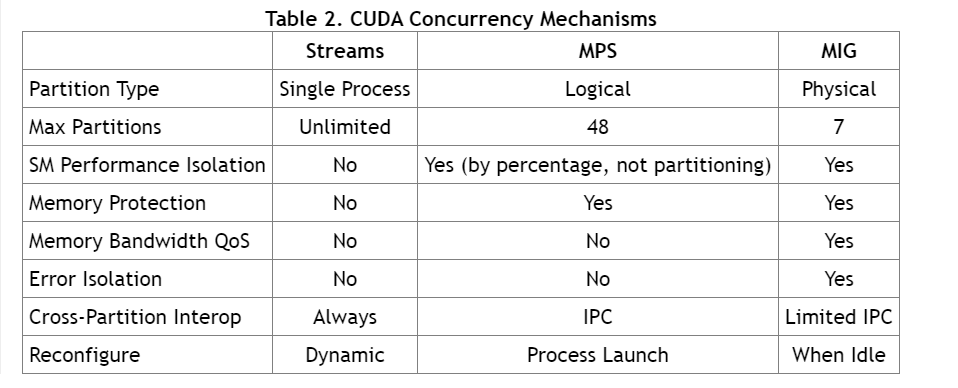 Table 2. CUDA Concurrency Mechanisms
Streams MPS MIG
Partition Type Single Process Logical Physical
Max Partitions Unlimited 48 7
SM Performance Isolation No Yes (by percentage, not partitioning) Yes
Memory Protection No Yes Yes
Memory Bandwidth QoS No No Yes
Error Isolation No No Yes
Cross-Partition Interop Always IPC Limited IPC
Reconfigure Dynamic Process Launch When Idle